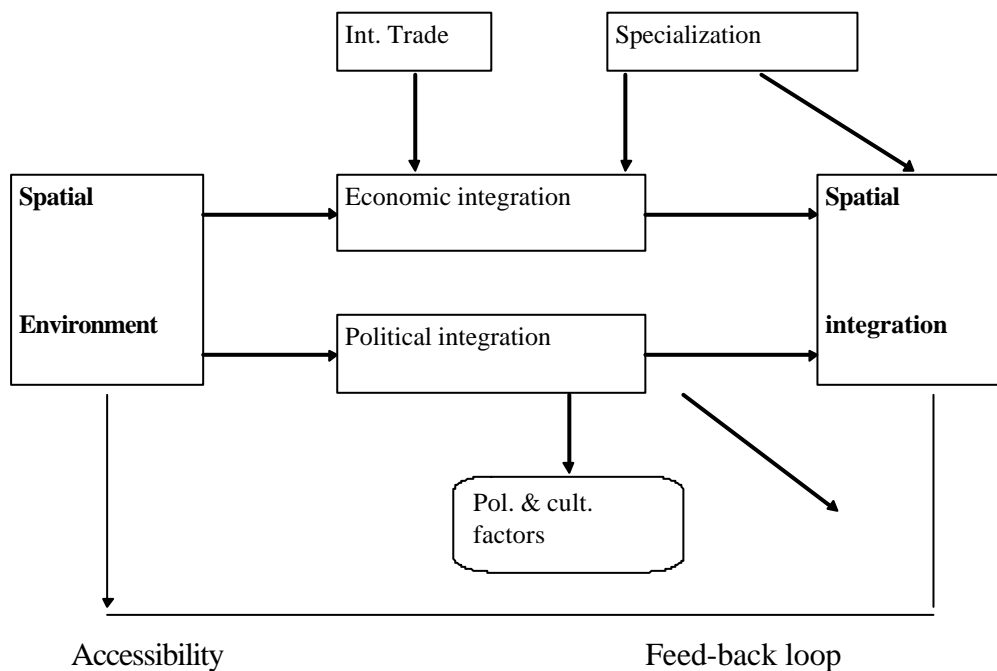 Int. Trade
Specialization
Spatial
Environment
Economic integration
Political integration
Spatial
integration
Pol. & cult.
factors
Accessibility
Feed-back loop